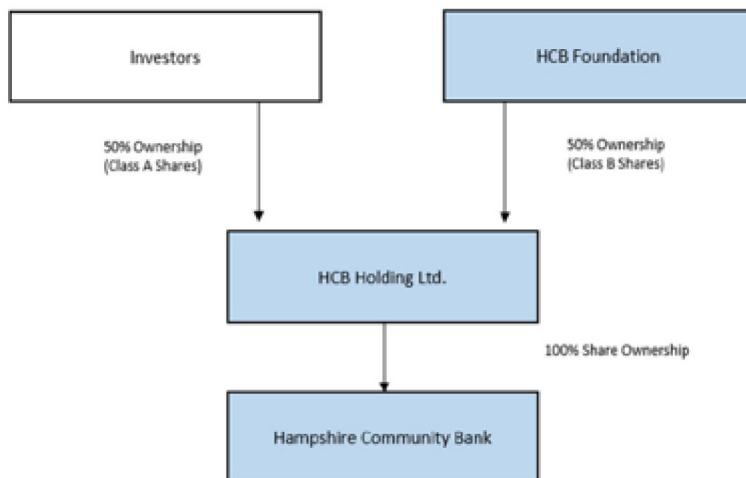 Investors
HCB Foundation
50% Ownership
(Class A Shares)
50% Ownership
(Class B Shares)
HCB Holding Ltd.
100% Share Ownership
Hampshire Community Bank